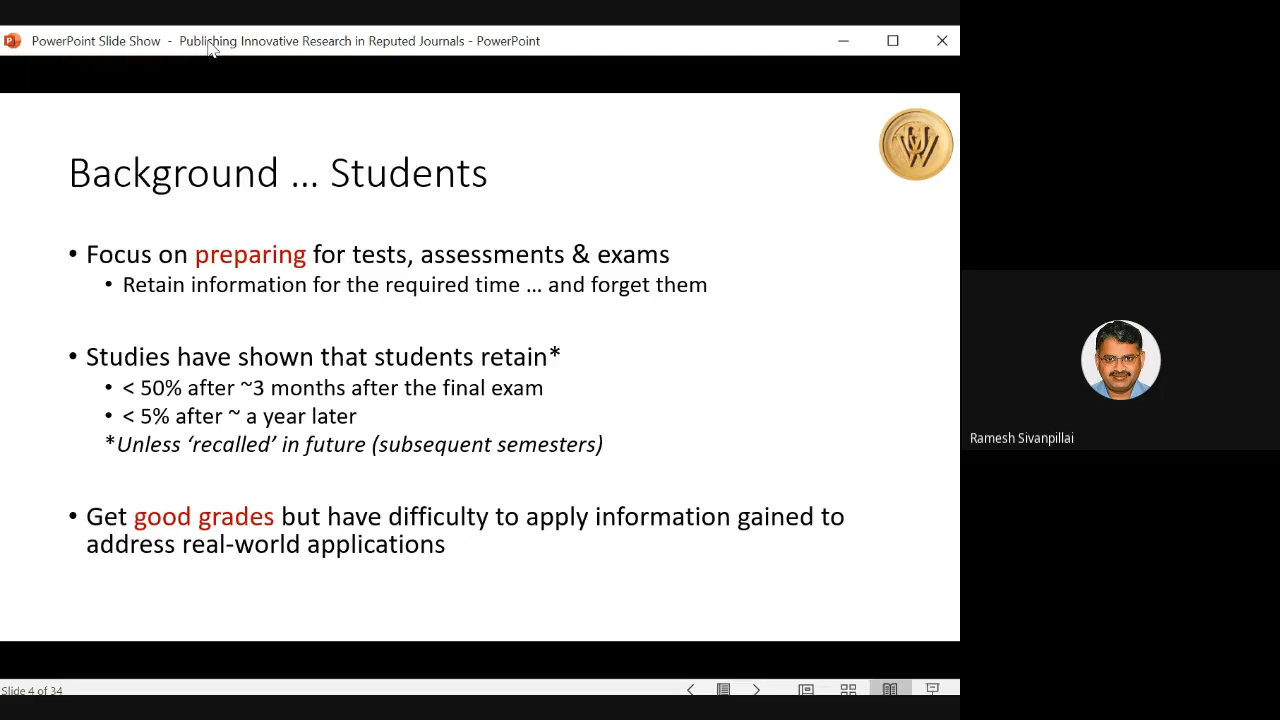 PowerPoint Slide Show - Publishing Innovative Research in Reputed Journals - PowerPoint
UW
Background ... Students
• Focus on preparing for tests, assessments & exams
• Retain information for the required time ... and forget them
• Studies have shown that students retain*
• < 50% after ~3 months after the final exam
• < 5% after ~ a year later
*Unless ‘recalled’ in future (subsequent semesters)
• Get good grades but have difficulty to apply information gained to
address real-world applications
Ramesh Sivanpillai
Slide 4 of 34